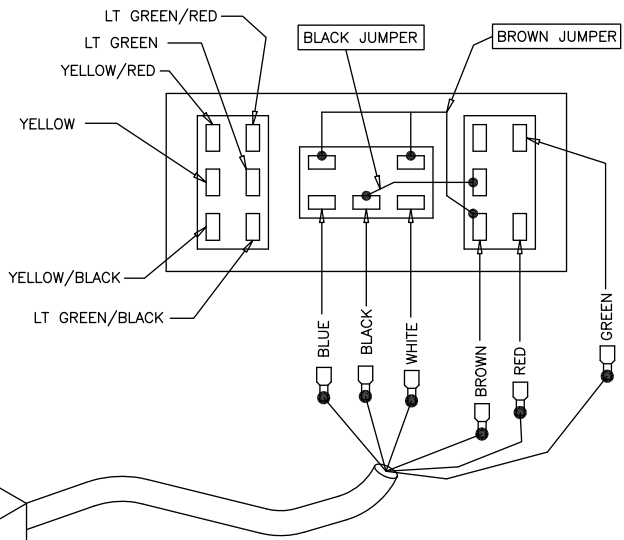 LT GREEN/RED
LT GREEN
BLACK JUMPER
BROWN JUMPER
YELLOW/RED
YELLOW
YELLOW/BLACK
LT GREEN/BLACK
BLUE
BLACK
WHITE
BROWN
RED
GREEN